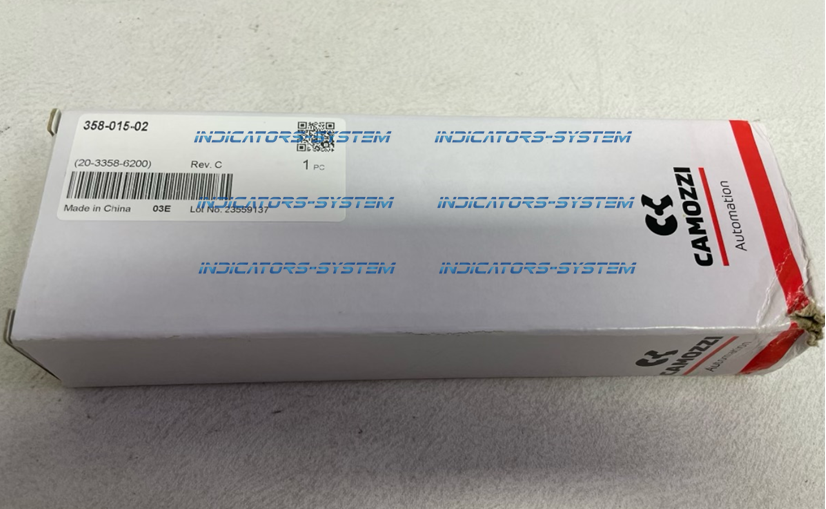 358-015-02
INDICATORS-SYSTEM INDICATORS-SYSTEM
(20-3358-6200) Rev. C 1 PC
INDICATORS-SYSTEM INDICATORS-SYSTEM
Made in China 03E Lot No. 23559137
INDICATORS-SYSTEM INDICATORS-SYSTEM
CAMOZZI
Automation
CAMOZZI
Automation